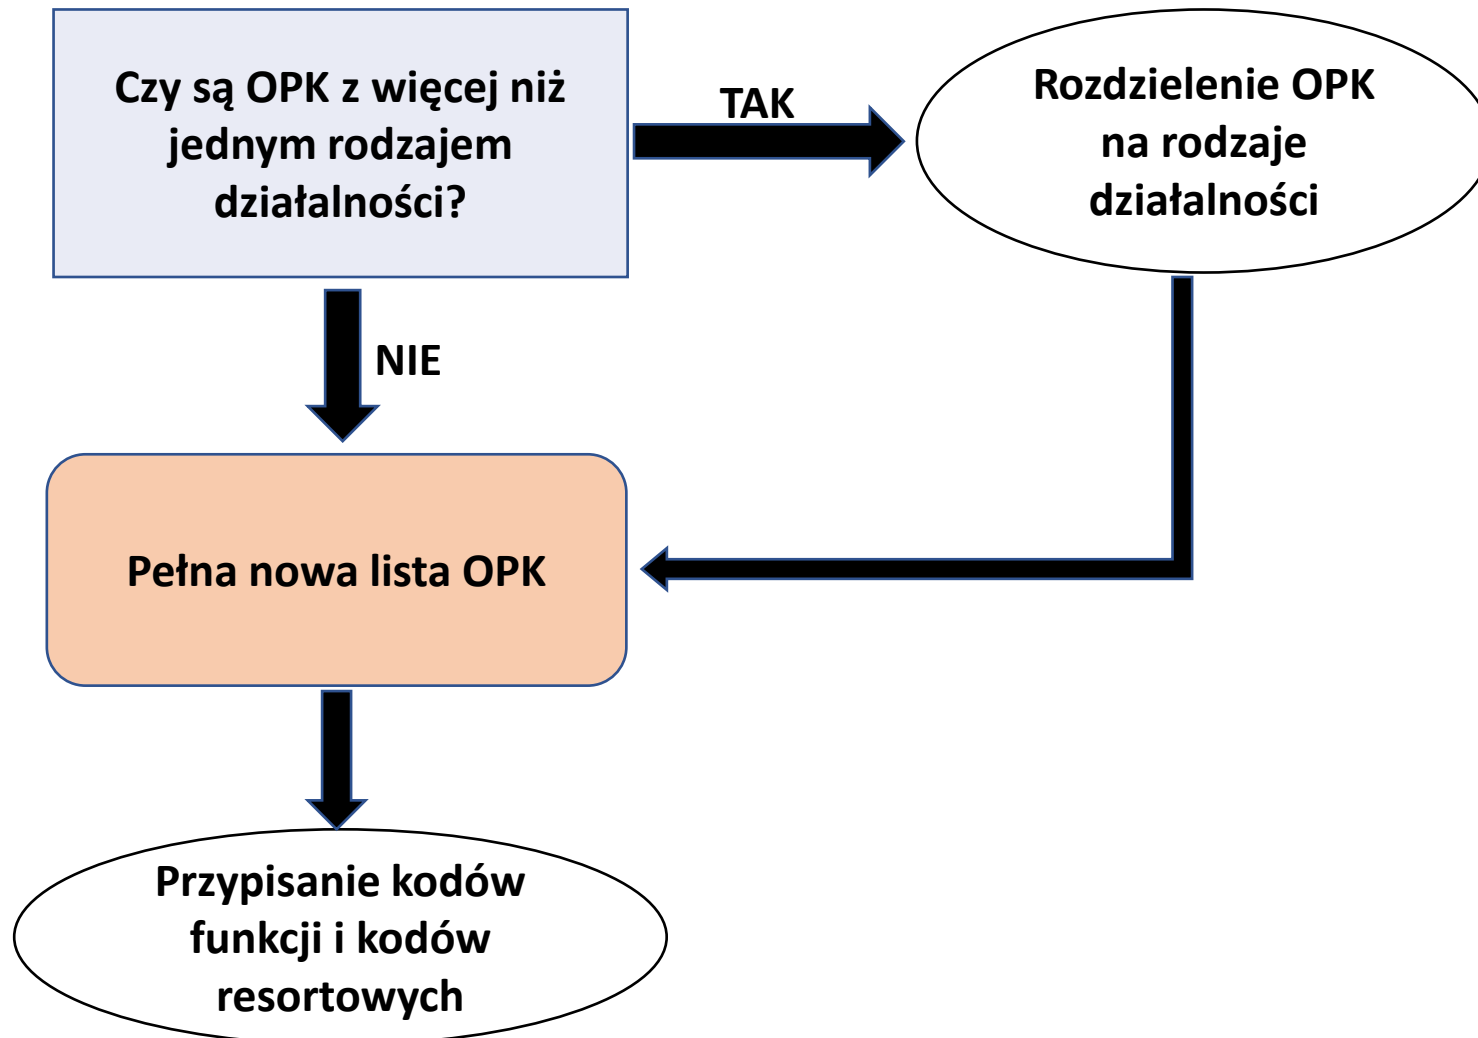 Czy są OPK z więcej niż
jednym rodzajem
działalności?
TAK
Rozdzielenie OPK
na rodzaje
działalności
NIE
Pełna nowa lista OPK
Przypisanie kodów
funkcji i kodów
resortowych